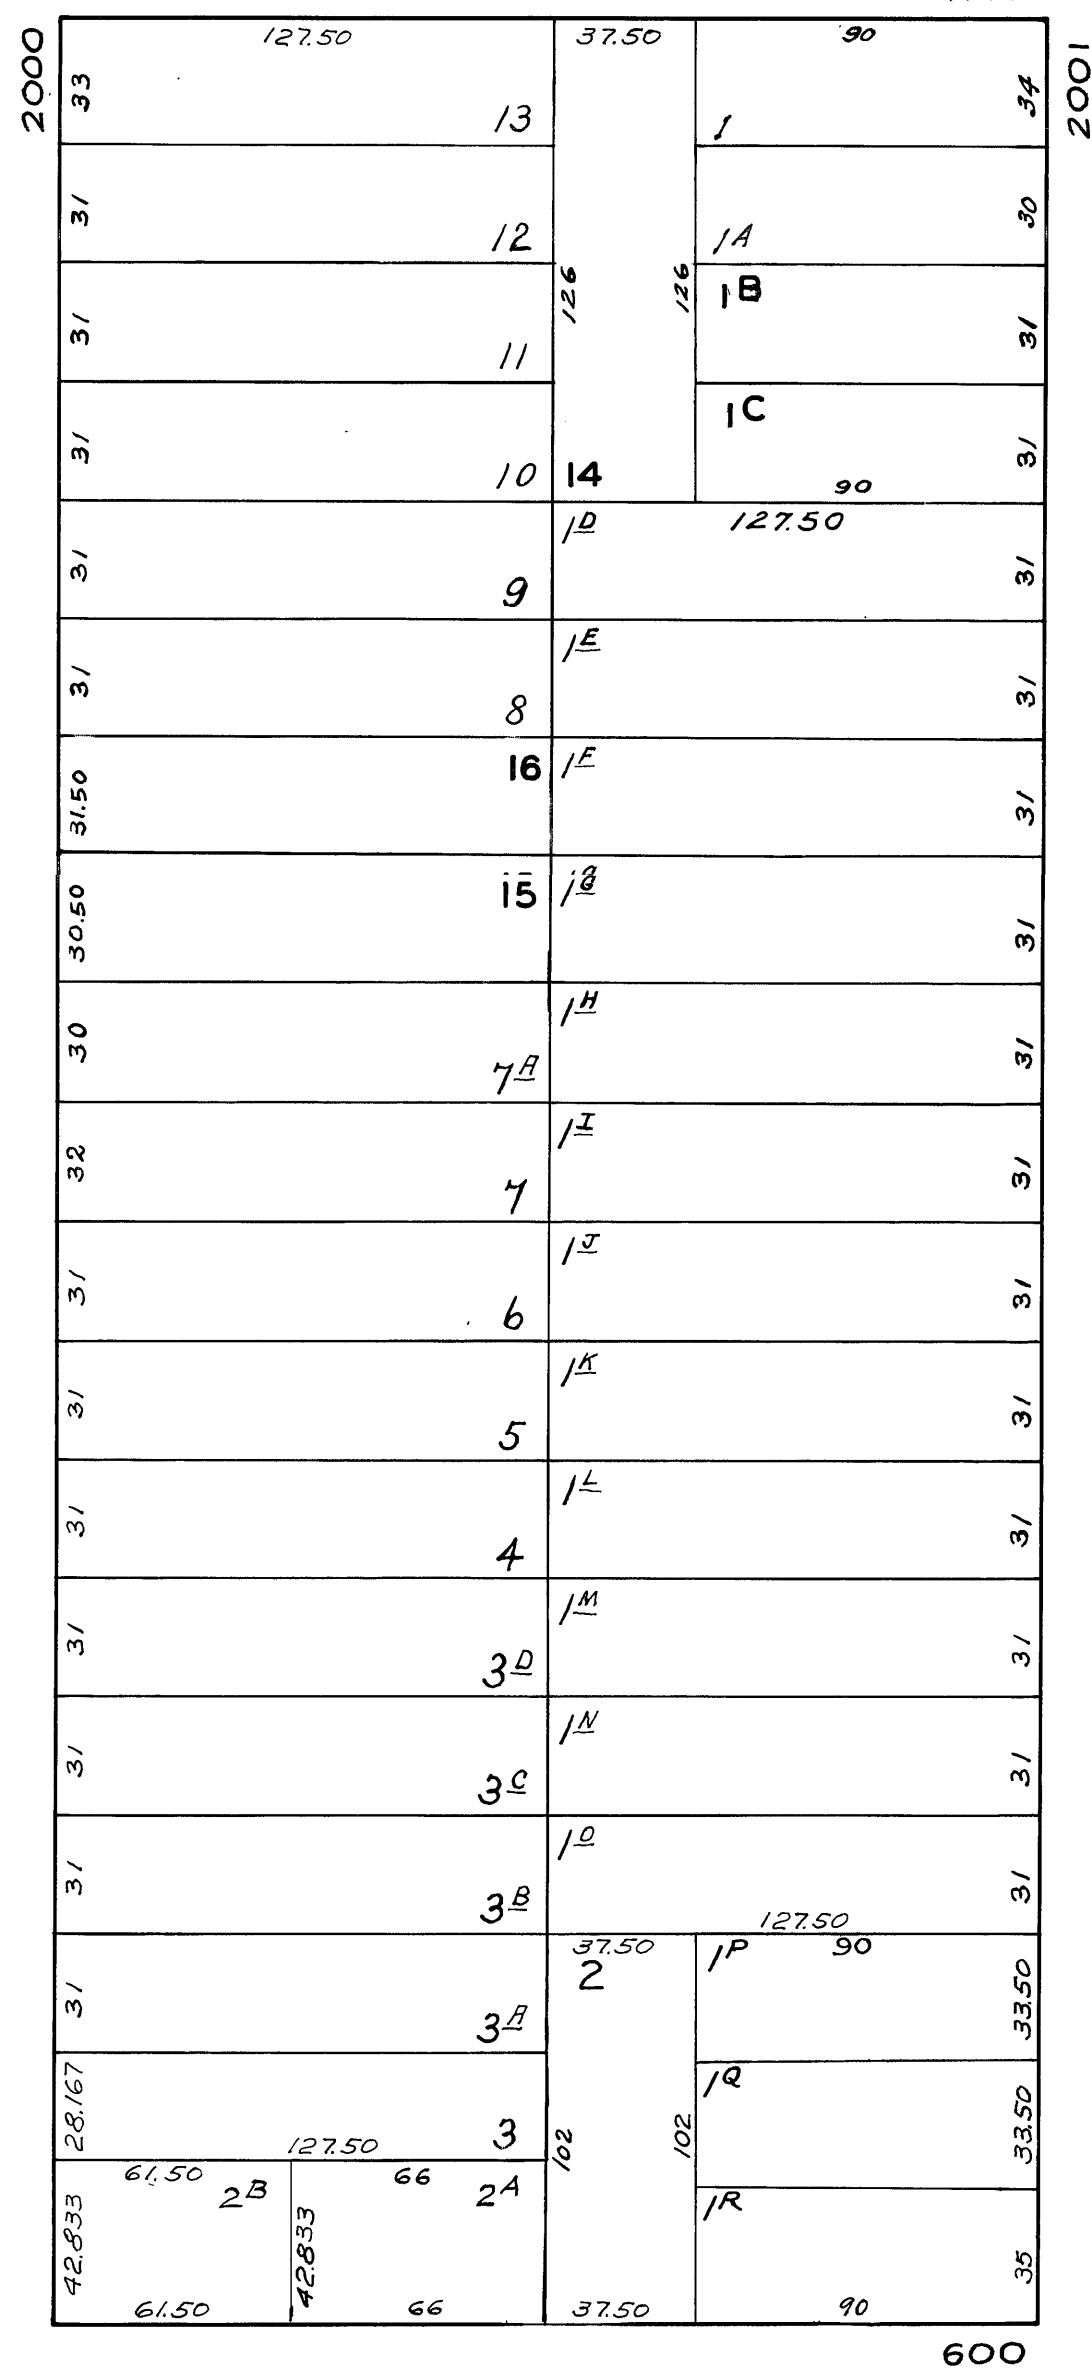 2000
2001
127.50 37.50 90
33 13 1 34
31 12 1A 30
126 126
31 11 1B 31
31 10 14 1C 31
90
127.50
31 9 1D 31
31 8 1E 31
31.50 16 1F 31
30.50 15 1G 31
30 7A 1H 31
32 7 1I 31
31 6 1J 31
31 5 1K 31
31 4 1L 31
31 3D 1M 31
31 3C 1N 31
31 3B 1O 31
127.50
37.50 90
31 3A 2 1P 33.50
28.167 3 1Q 33.50
127.50
102 102
61.50 66
42.833 2B 42.833 2A 1R 35
61.50 66 37.50 90
600